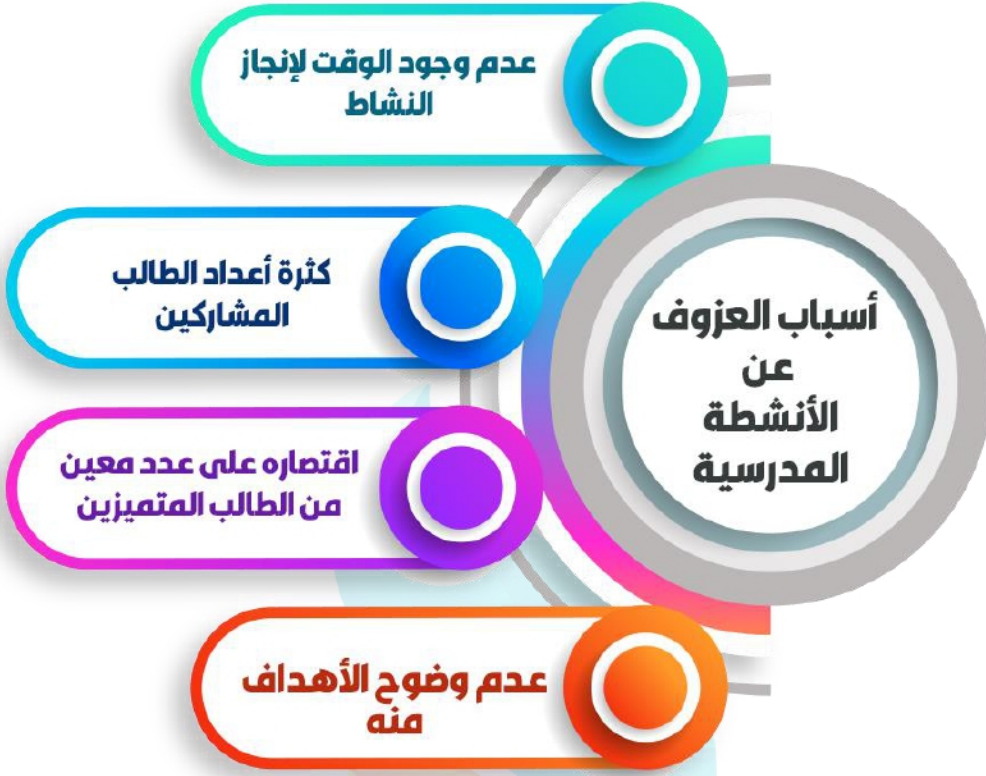 أسباب العزوف
عن
الأنشطة
المدرسية
عدم وجود الوقت لإنجاز
النشاط
كثرة أعداد الطالب
المشاركين
اقتصاره على عدد معين
من الطالب المتميزين
عدم وضوح الأهداف
منه